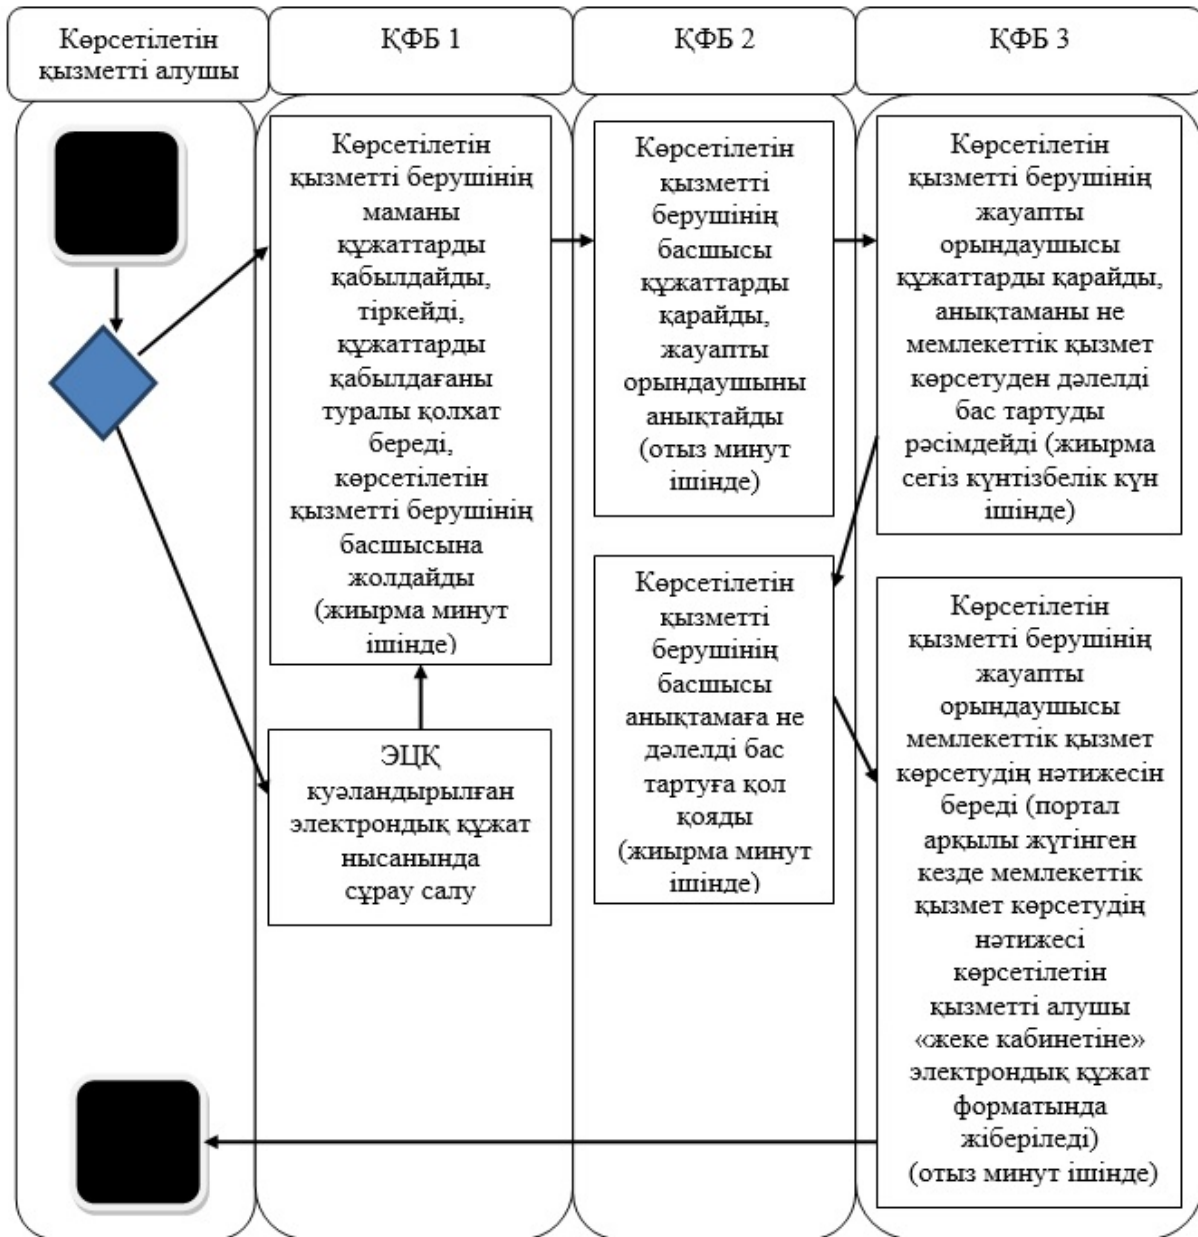 Көрсетілетін
қызметті алушы
ҚФБ 1
ҚФБ 2
ҚФБ 3
Көрсетілетін
қызметті берушінің
маманы
құжаттарды
қабылдайды,
тіркейді,
құжаттарды
қабылдағаны
туралы қолхат
береді,
көрсетілетін
қызметті берушінің
басшысына
жолдайды
(жиырма минут
ішінде)
ЭЦҚ
куәландырылған
электрондық құжат
нысанында
сұрау салу
Көрсетілетін
қызметті
берушінің
басшысы
құжаттарды
қарайды,
жауапты
орындаушыны
анықтайды
(отыз минут
ішінде)
Көрсетілетін
қызметті
берушінің
басшысы
анықтамаға не
дәлелді бас
тартуға қол
қояды
(жиырма минут
ішінде)
Көрсетілетін
қызметті берушінің
жауапты
орындаушысы
құжаттарды қарайды,
анықтаманы не
мемлекеттік қызмет
көрсетуден дәлелді
бас тартуды
рәсімдейді (жиырма
сегіз күнтізбелік күн
ішінде)
Көрсетілетін
қызметті берушінің
жауапты
орындаушысы
мемлекеттік қызмет
көрсетудің нәтижесін
береді (портал
арқылы жүгінген
кезде мемлекеттік
қызмет көрсетудің
нәтижесі
көрсетілетін
қызметті алушы
«жеке кабинетіне»
электрондық құжат
форматында
жіберіледі)
(отыз минут ішінде)